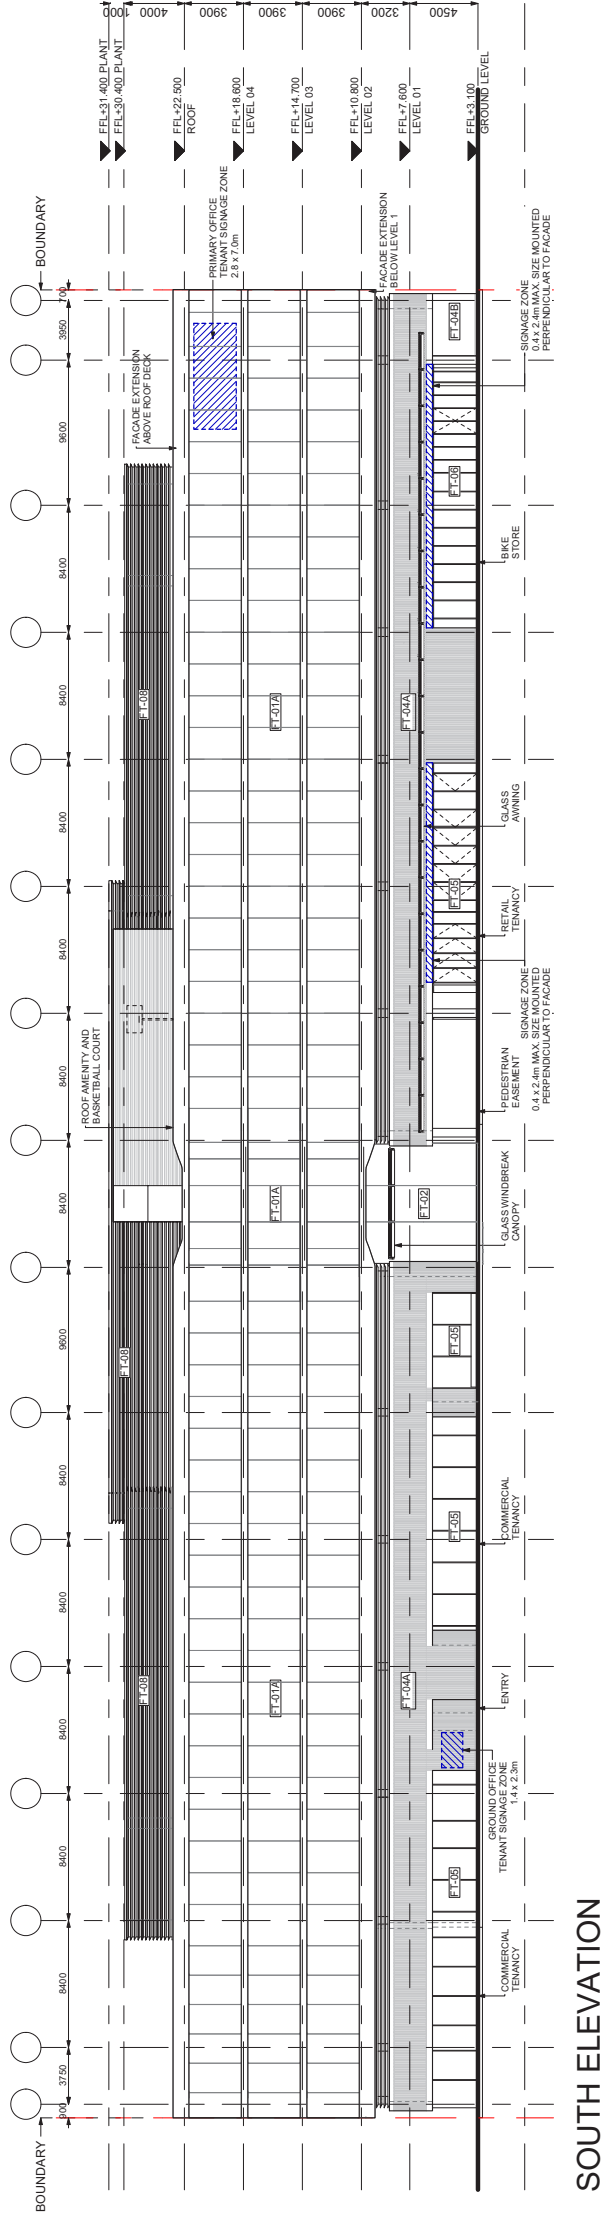 BOUNDARY
900
3750
8400
8400
8400
8400
8400
9600
8400
8400
8400
8400
8400
8400
9600
3950
700
BOUNDARY
1000
4000
3900
3900
3900
3200
4500
FFL+31.400 PLANT
FFL+30.400 PLANT
FFL+22.500
ROOF
FFL+18.600
LEVEL 04
FFL+14.700
LEVEL 03
FFL+10.800
LEVEL 02
FFL+7.600
LEVEL 01
FFL+3.100
GROUND LEVEL
ROOF AMENITY AND
BASKETBALL COURT
FACADE EXTENSION
ABOVE ROOF DECK
PRIMARY OFFICE
TENANT SIGNAGE ZONE
2.8 x 7.0m
FT-08
FT-08
FT-08
FT-01A
FT-01A
FT-01A
FACADE EXTENSION
BELOW LEVEL 1
FT-04A
FT-02
FT-04A
FT-05
FT-05
FT-05
FT-05
FT-06
FT-04B
GROUND OFFICE
TENANT SIGNAGE ZONE
1.4 x 2.3m
COMMERCIAL
TENANCY
ENTRY
COMMERCIAL
TENANCY
GLASS WINDBREAK
CANOPY
PEDESTRIAN
EASEMENT
RETAIL
TENANCY
GLASS
AWNING
BIKE
STORE
SIGNAGE ZONE
0.4 x 2.4m MAX. SIZE MOUNTED
PERPENDICULAR TO FACADE
SIGNAGE ZONE
0.4 x 2.4m MAX. SIZE MOUNTED
PERPENDICULAR TO FACADE
SOUTH ELEVATION